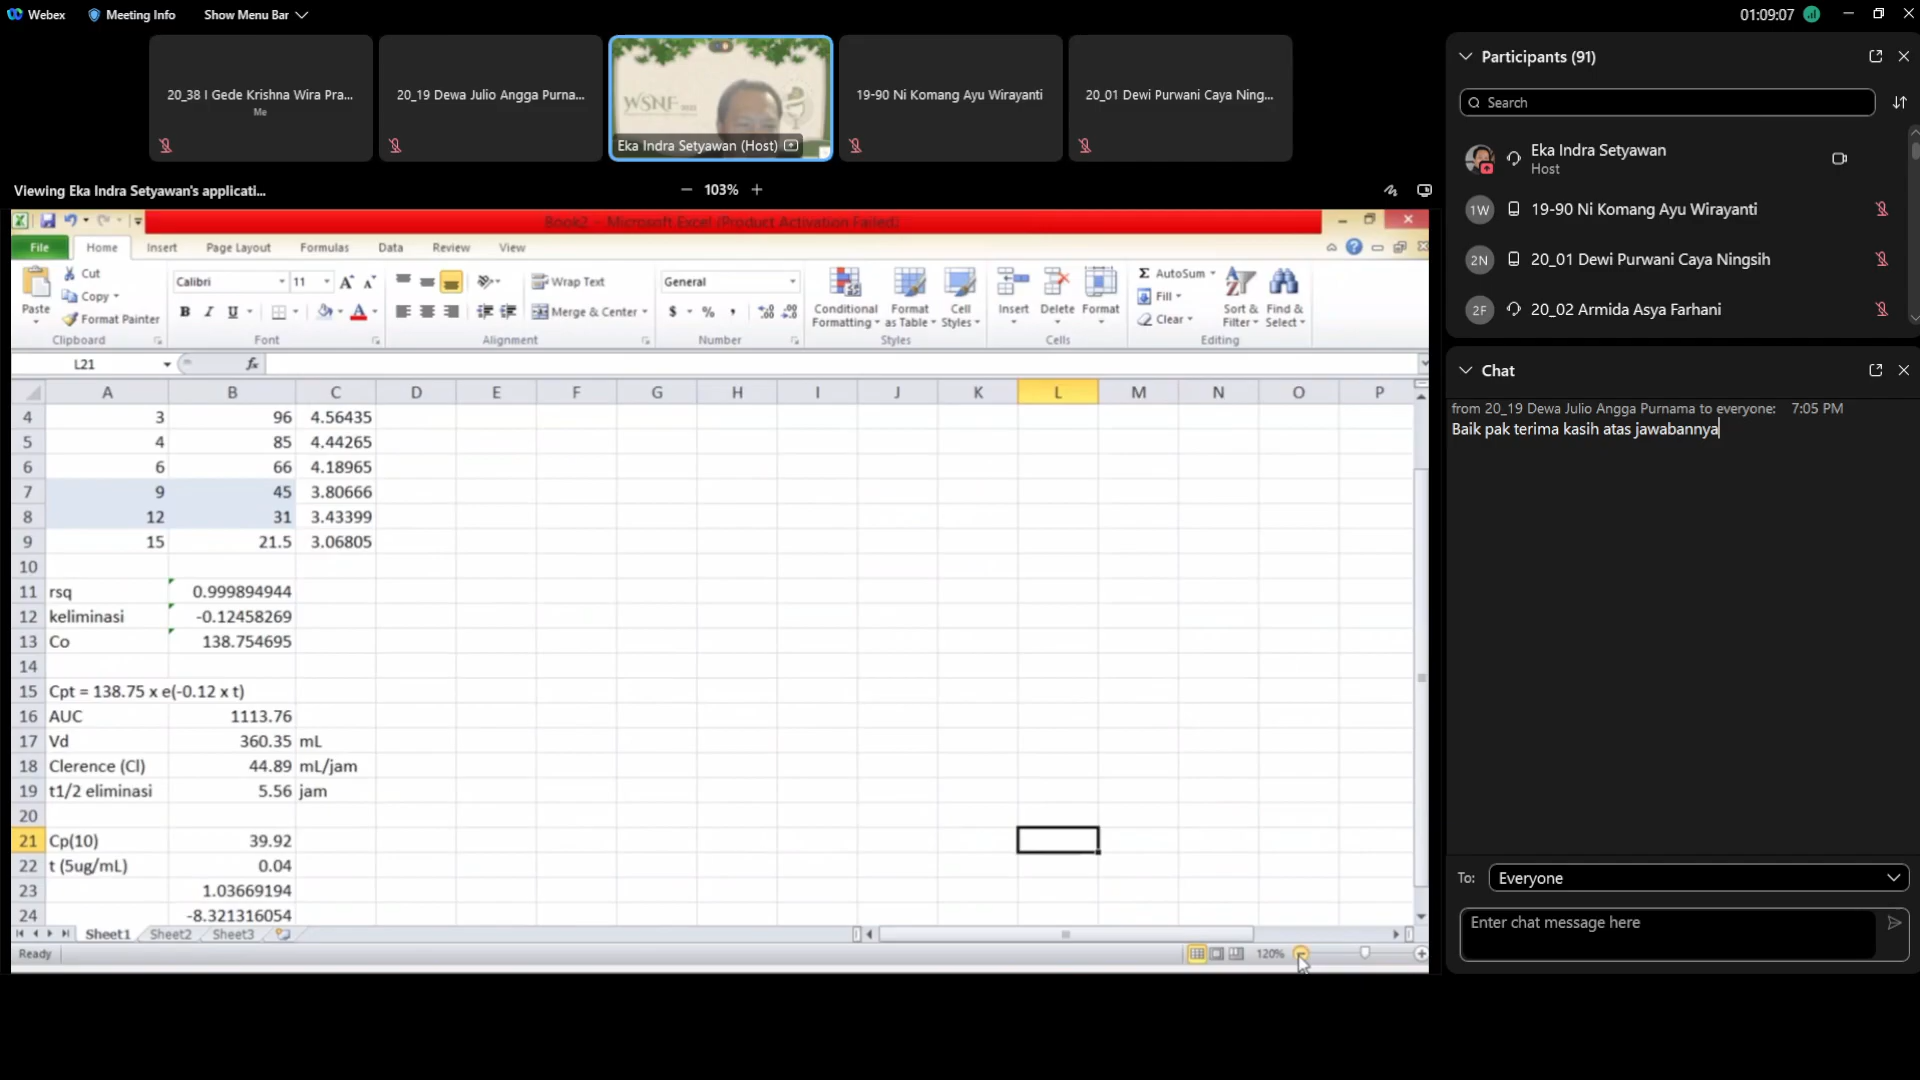 Webex Meeting Info Show Menu Bar 01:09:07
20_38 I Gede Krishna Wira Pra...
Me
20_19 Dewa Julio Angga Purna...
WSNF
Eka Indra Setyawan (Host)
19-90 Ni Komang Ayu Wirayanti
20_01 Dewi Purwani Caya Ning...
Viewing Eka Indra Setyawan's applicati... 103%
Book2 - Microsoft Excel (Product Activation Failed)
File Home Insert Page Layout Formulas Data Review View
Paste Cut Copy Format Painter Clipboard
Calibri 11 A A B I U A Font
Wrap Text Merge & Center Alignment
General $ % , Number
Conditional Formatting Format as Table Cell Styles Styles
Insert Delete Format Cells
Σ AutoSum Fill Clear Sort & Filter Find & Select Editing
L21 fx
A B C D E F G H I J K L M N O P
4 3 96 4.56435
5 4 85 4.44265
6 6 66 4.18965
7 9 45 3.80666
8 12 31 3.43399
9 15 21.5 3.06805
10
11 rsq 0.999894944
12 keliminasi -0.12458269
13 Co 138.754695
14
15 Cpt = 138.75 x e(-0.12 x t)
16 AUC 1113.76
17 Vd 360.35 mL
18 Clerence (Cl) 44.89 mL/jam
19 t1/2 eliminasi 5.56 jam
20
21 Cp(10) 39.92
22 t (5ug/mL) 0.04
23 1.03669194
24 -8.321316054
Sheet1 Sheet2 Sheet3
Ready 120%
Participants (91)
Search
Eka Indra Setyawan
Host
1W 19-90 Ni Komang Ayu Wirayanti
2N 20_01 Dewi Purwani Caya Ningsih
2F 20_02 Armida Asya Farhani
Chat
from 20_19 Dewa Julio Angga Purnama to everyone: 7:05 PM
Baik pak terima kasih atas jawabannya
To: Everyone
Enter chat message here